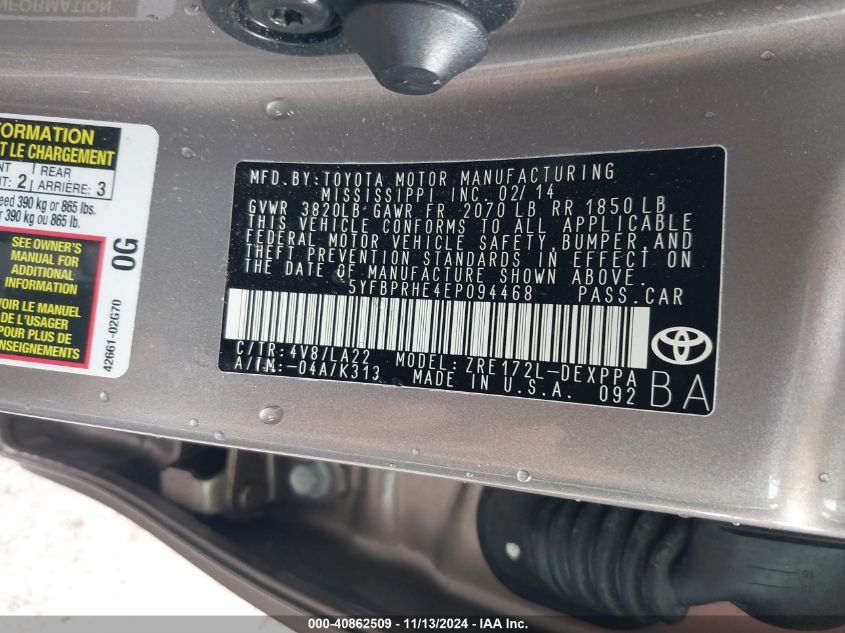 INFORMATION
FORMATION
ET LE CHARGEMENT
REAR
2 ARRIÈRE: 3
eed 390 kg or 865 lbs.
r 390 kg ou 865 lb.
SEE OWNER'S
MANUAL FOR
ADDITIONAL
INFORMATION
VOIR LE MANUEL
DE L'USAGER
POUR PLUS DE
RENSEIGNEMENTS
0G
42661-02G70
MFD.BY:TOYOTA MOTOR MANUFACTURING
MISSISSIPPI INC. 02/14
GVWR 3820LB GAWR FR 2070 LB RR 1850 LB
THIS VEHICLE CONFORMS TO ALL APPLICABLE
FEDERAL MOTOR VEHICLE SAFETY, BUMPER, AND
THEFT PREVENTION STANDARDS IN EFFECT ON
THE DATE OF MANUFACTURE SHOWN ABOVE.
5YFBPRHE4EP094468 PASS.CAR
C/TR:4V8/LA22 MODEL:ZRE172L-DEXPPA
A/TM:-04A/K313 MADE IN U.S.A. 092
BA
000-40862509 - 11/13/2024 - IAA Inc.